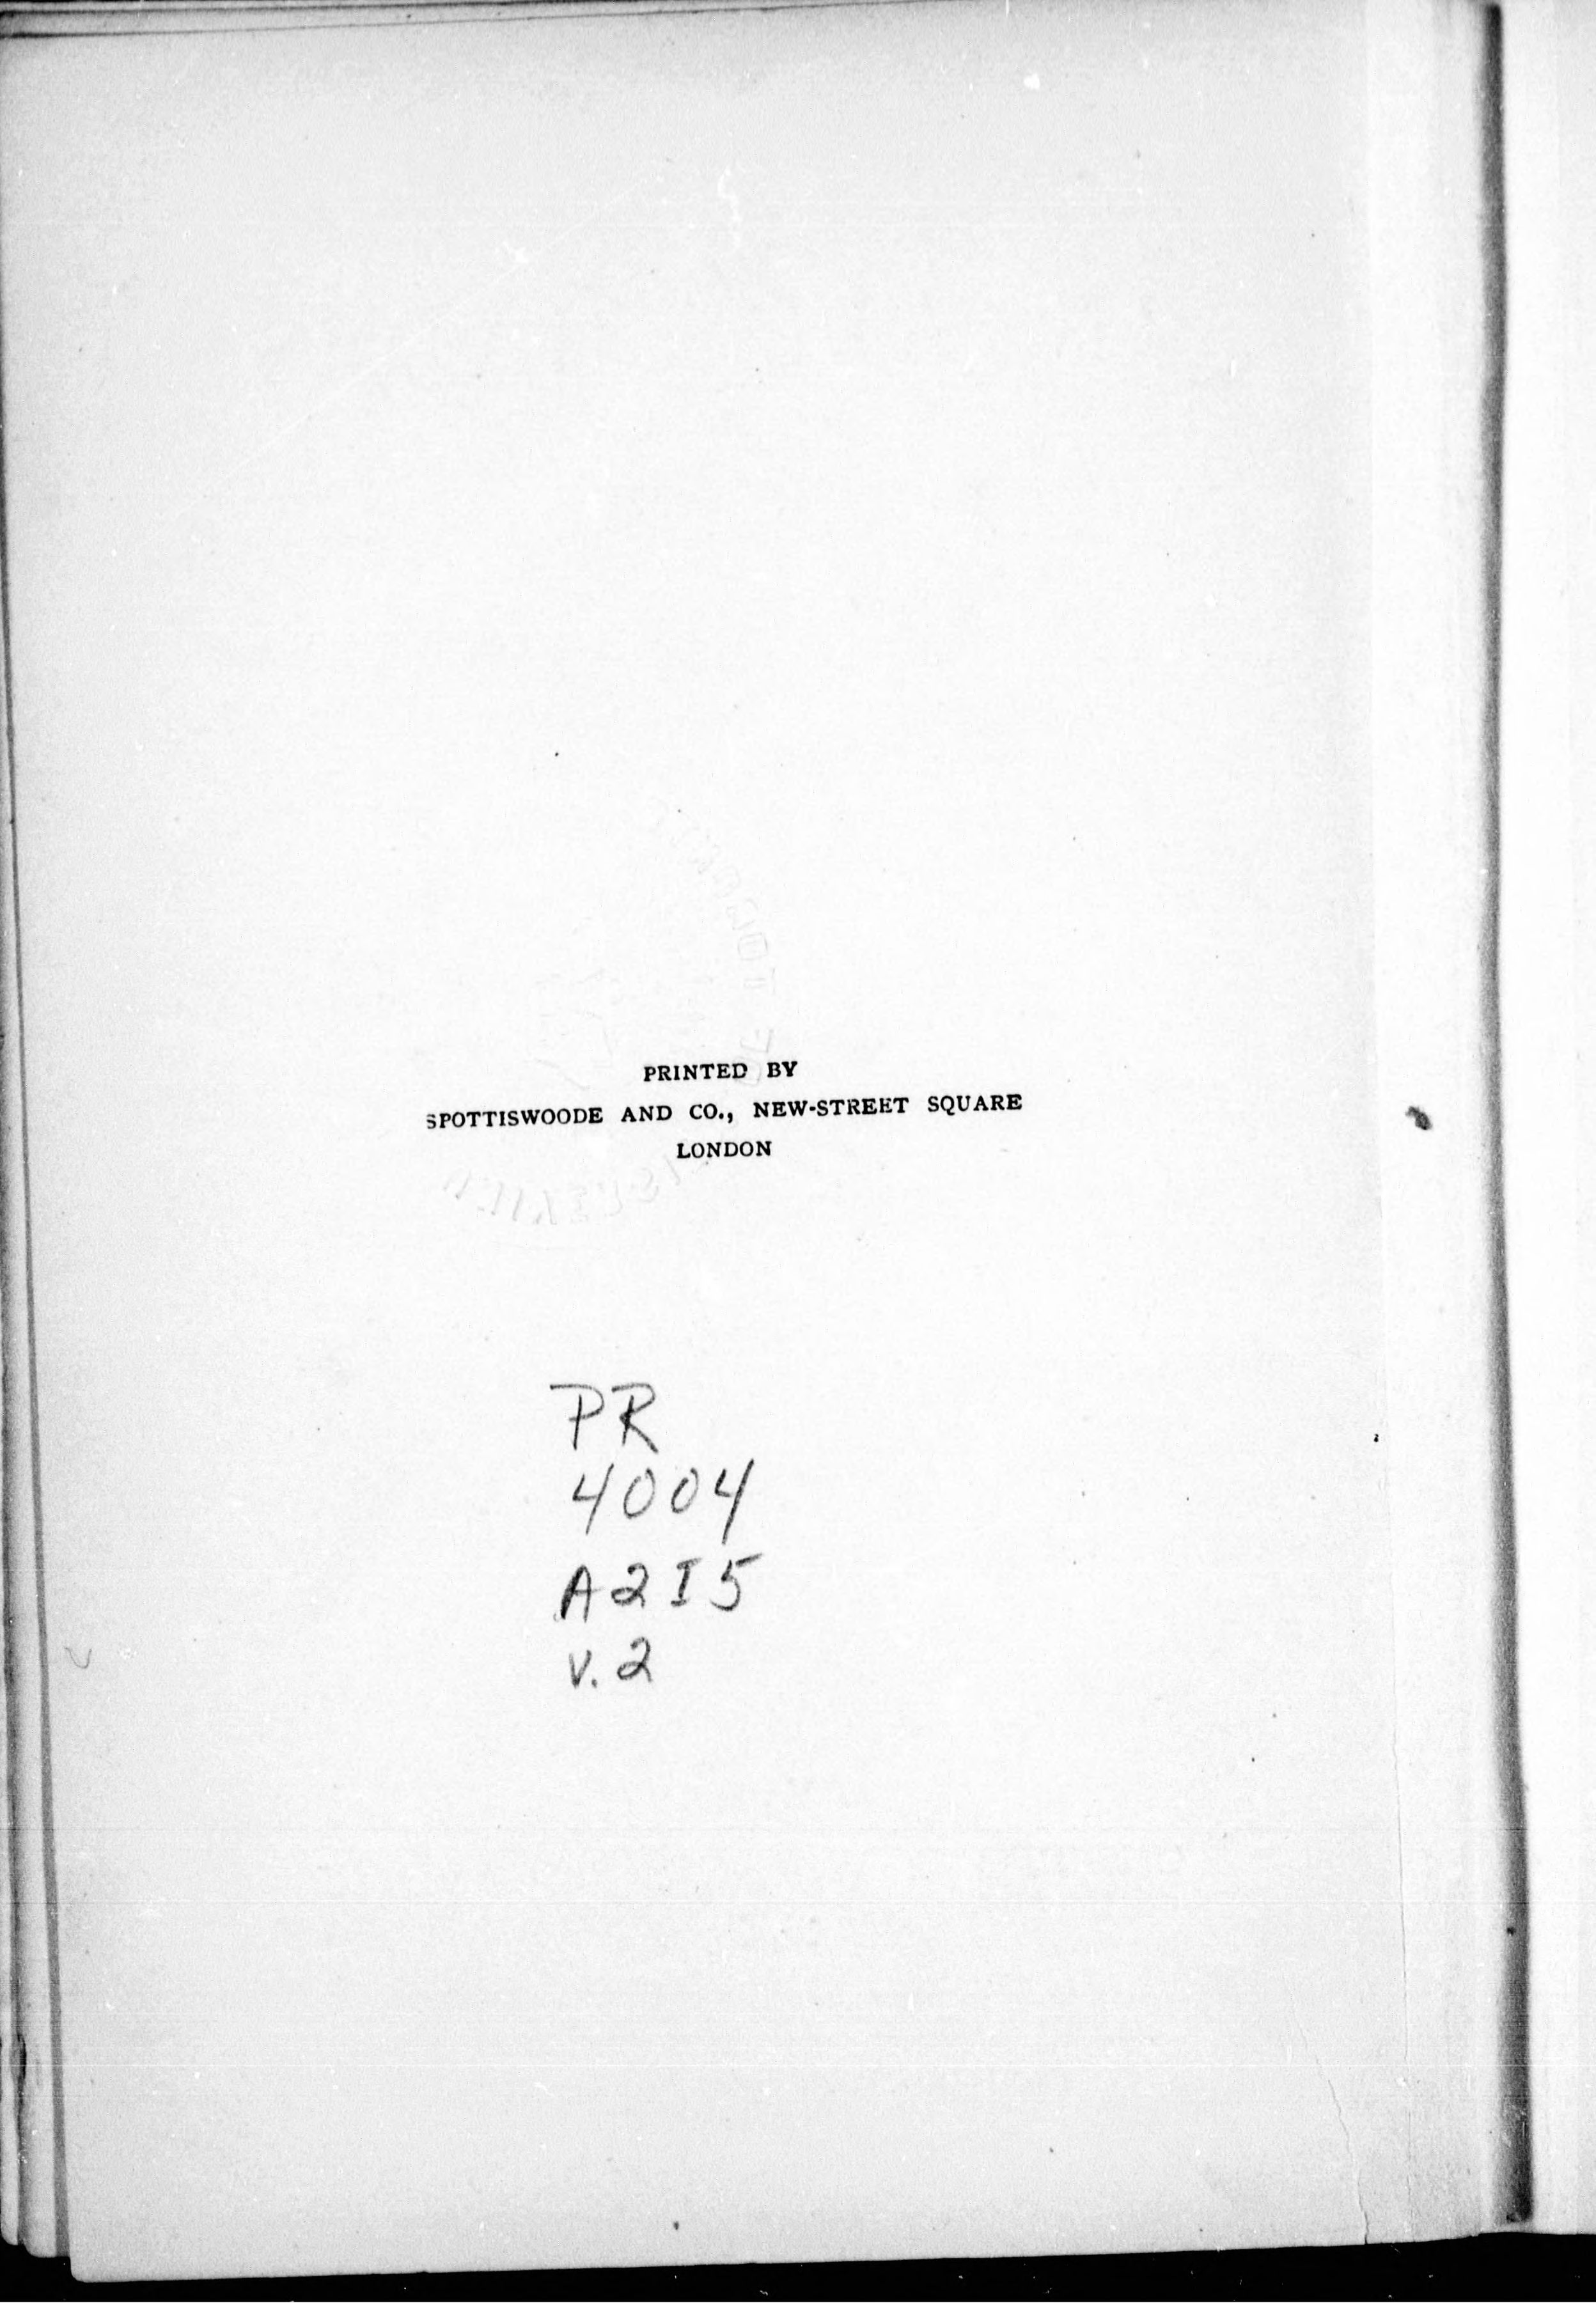 PRINTED BY
SPOTTISWOODE AND CO., NEW-STREET SQUARE
LONDON
PR
4004
A2I5
v.2